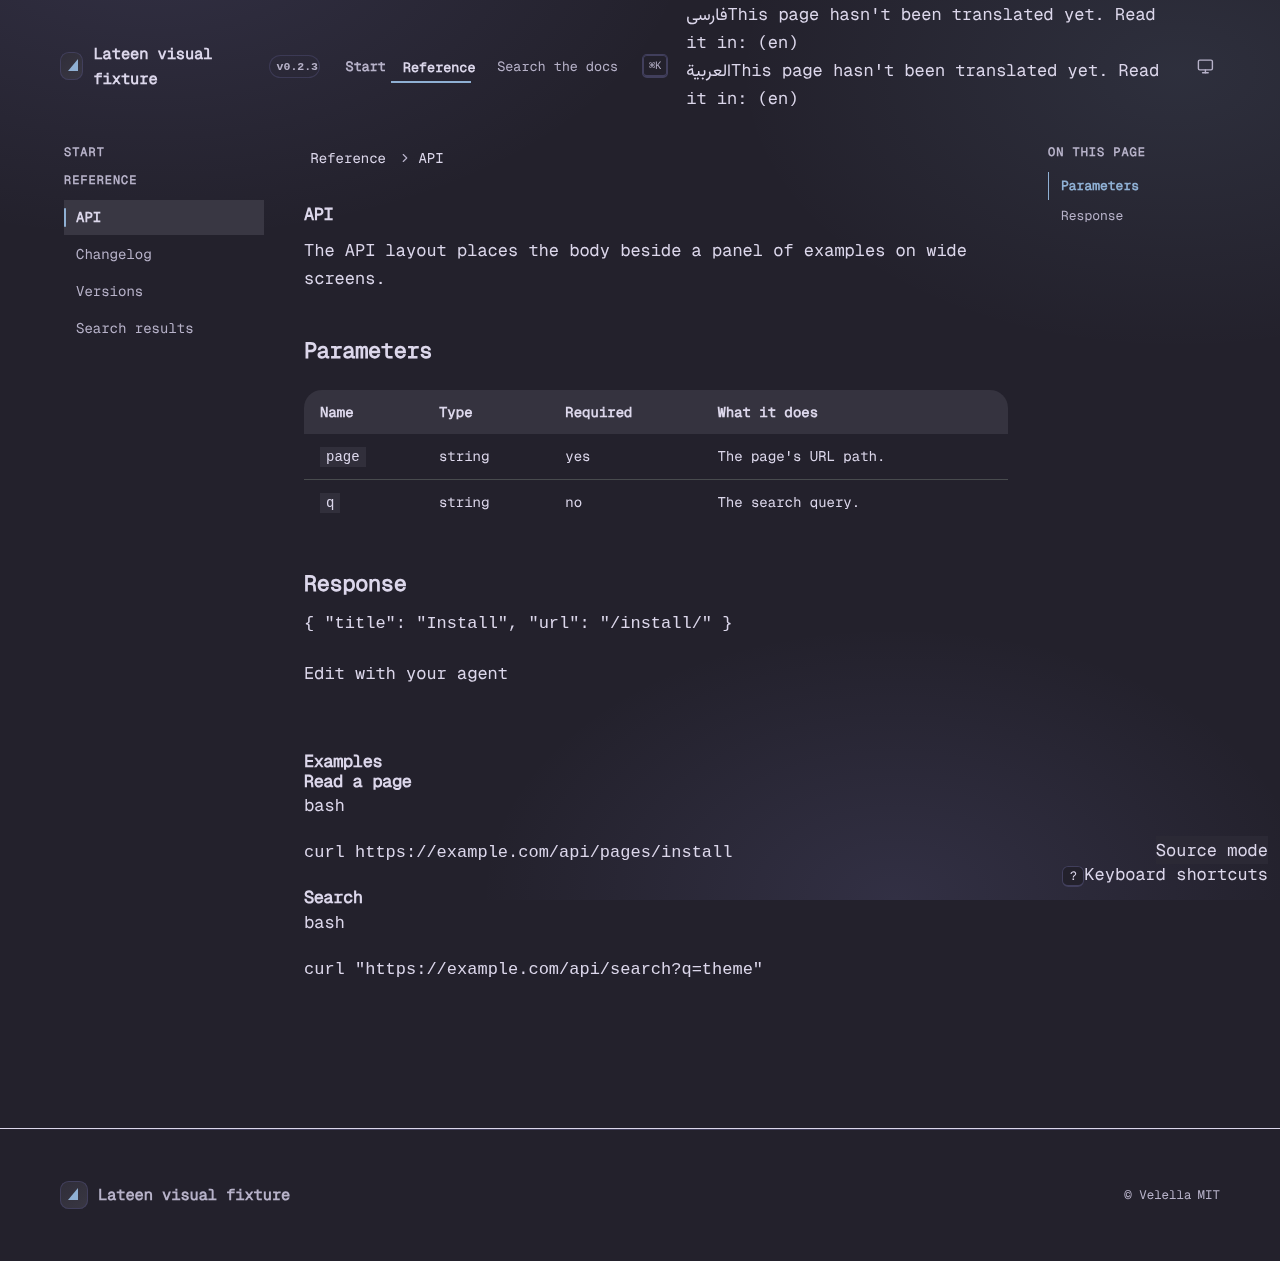 Lateen visual
fixture
v0.2.3
Start
Reference
Search the docs
⌘K
فارسیThis page hasn't been translated yet. Read
it in: (en)
العربيةThis page hasn't been translated yet. Read
it in: (en)
START
REFERENCE
API
Changelog
Versions
Search results
Reference > API
API
The API layout places the body beside a panel of examples on wide
screens.
Parameters
Name Type Required What it does
page string yes The page's URL path.
q string no The search query.
Response
{ "title": "Install", "url": "/install/" }
Edit with your agent
Examples
Read a page
bash
curl https://example.com/api/pages/install
Search
bash
curl "https://example.com/api/search?q=theme"
ON THIS PAGE
Parameters
Response
Source mode
? Keyboard shortcuts
Lateen visual fixture
© Velella MIT